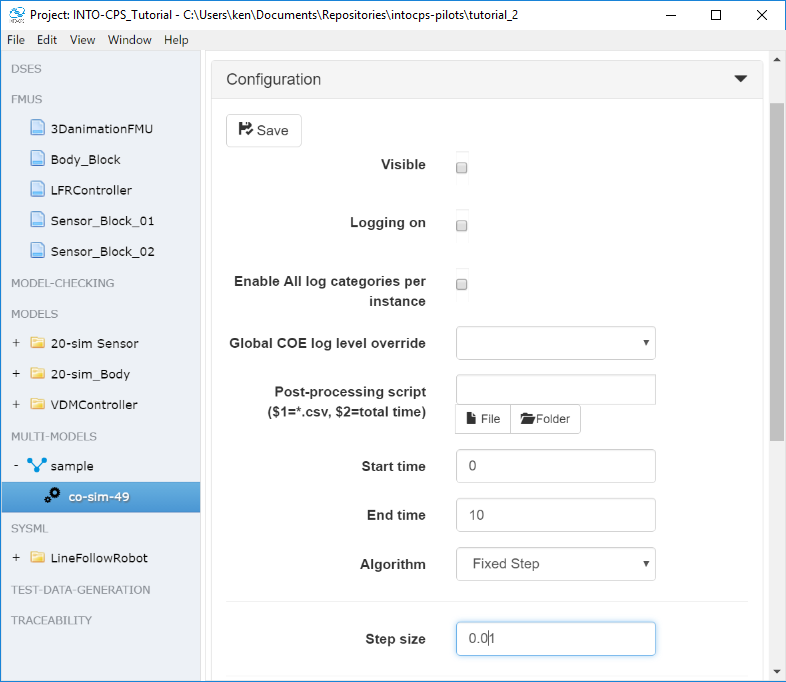 Project: INTO-CPS_Tutorial - C:\Users\ken\Documents\Repositories\intocps-pilots\tutorial_2
File Edit View Window Help
DSES
FMUS
3DanimationFMU
Body_Block
LFRController
Sensor_Block_01
Sensor_Block_02
MODEL-CHECKING
MODELS
+ 20-sim Sensor
+ 20-sim_Body
+ VDMController
MULTI-MODELS
- sample
co-sim-49
SYSML
+ LineFollowRobot
TEST-DATA-GENERATION
TRACEABILITY
Configuration
Save
Visible
Logging on
Enable All log categories per
instance
Global COE log level override
Post-processing script
($1=*.csv, $2=total time)
File Folder
Start time 0
End time 10
Algorithm Fixed Step
Step size 0.01